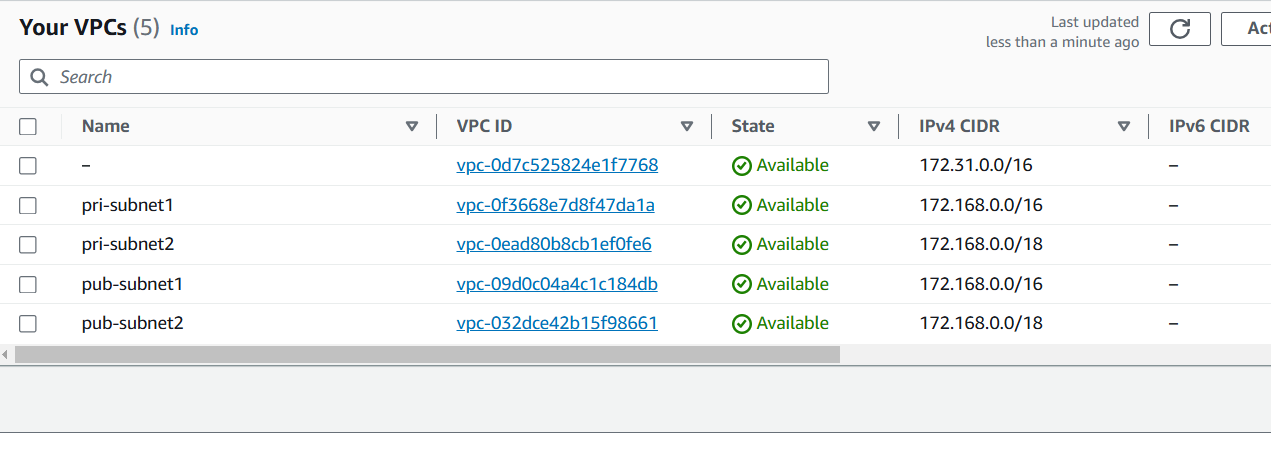 Your VPCs (5) Info
Last updated
less than a minute ago
Act
Search
Name VPC ID State IPv4 CIDR IPv6 CIDR
– vpc-0d7c525824e1f7768 Available 172.31.0.0/16 –
pri-subnet1 vpc-0f3668e7d8f47da1a Available 172.168.0.0/16 –
pri-subnet2 vpc-0ead80b8cb1ef0fe6 Available 172.168.0.0/18 –
pub-subnet1 vpc-09d0c04a4c1c184db Available 172.168.0.0/16 –
pub-subnet2 vpc-032dce42b15f98661 Available 172.168.0.0/18 –